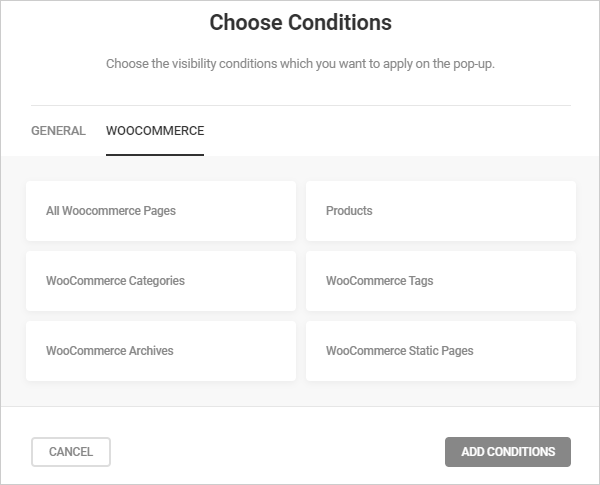 Choose Conditions
Choose the visibility conditions which you want to apply on the pop-up.
GENERAL WOOCOMMERCE
All Woocommerce Pages Products
WooCommerce Categories WooCommerce Tags
WooCommerce Archives WooCommerce Static Pages
CANCEL ADD CONDITIONS